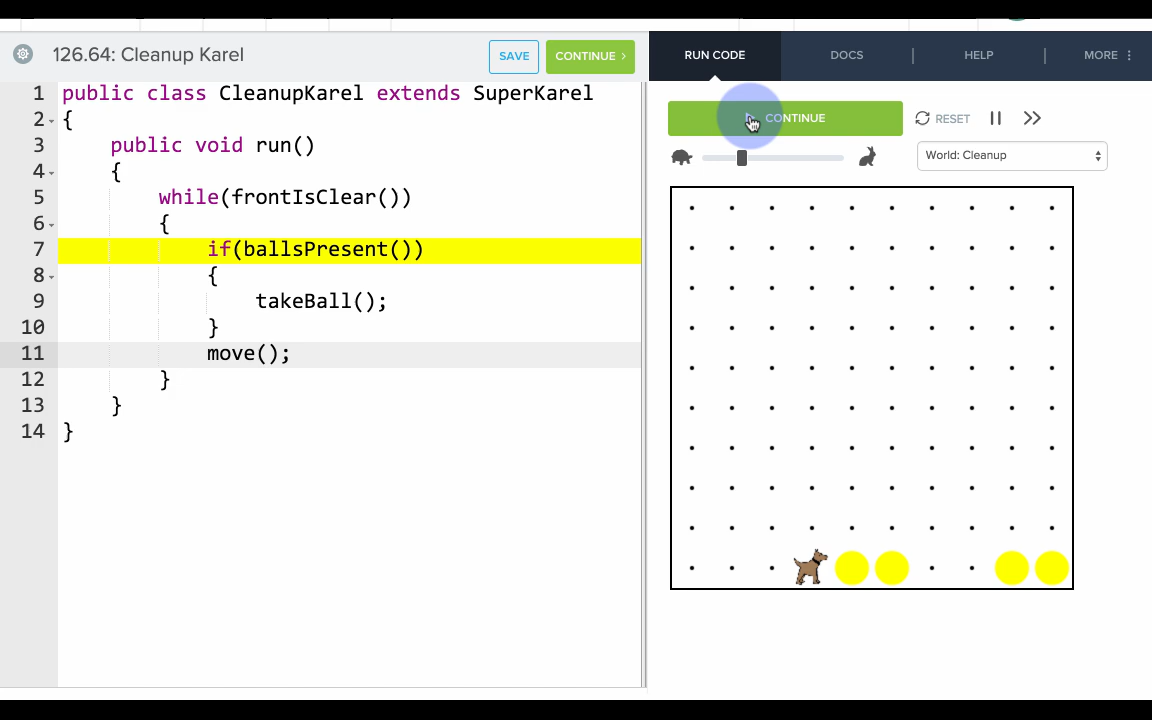 126.64: Cleanup Karel
SAVE
CONTINUE >
RUN CODE
DOCS
HELP
MORE
1 public class CleanupKarel extends SuperKarel
2 {
3 public void run()
4 {
5 while(frontIsClear())
6 {
7 if(ballsPresent())
8 {
9 takeBall();
10 }
11 move();
12 }
13 }
14 }
CONTINUE
RESET
World: Cleanup